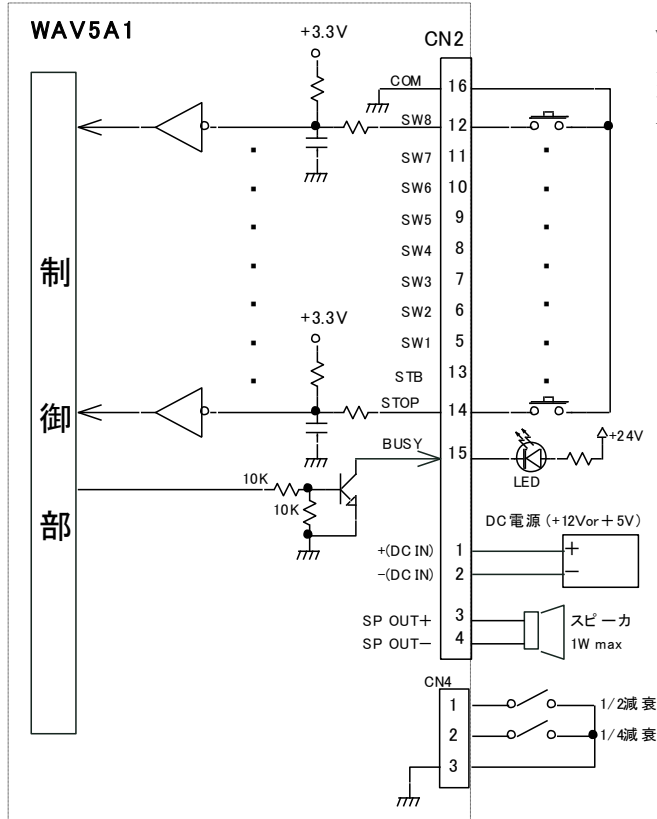 WAV5A1
+3.3V
CN2
COM 16
SW8 12
SW7 11
SW6 10
SW5 9
SW4 8
SW3 7
SW2 6
+3.3V
SW1 5
STB 13
STOP 14
BUSY 15
+24V
LED
10K
10K
制
御
部
DC電源(+12Vor+5V)
+(DC IN) 1 +
-(DC IN) 2 -
SP OUT+ 3 スピーカ
SP OUT- 4 1W max
CN4
1 1/2減衰
2 1/4減衰
3